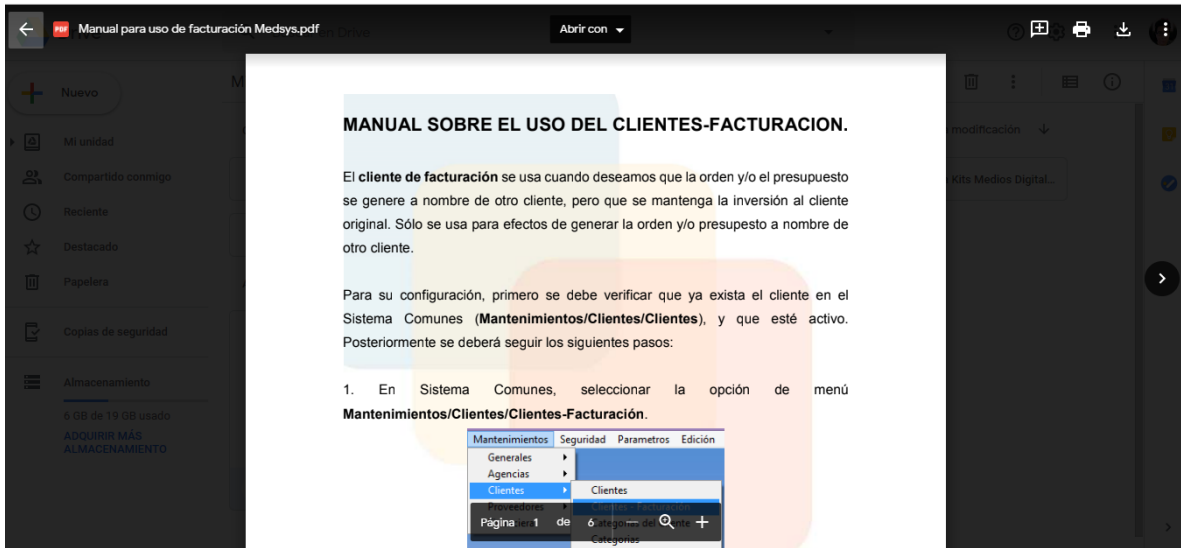 PDF
Manual para uso de facturación Medsys.pdf
en Drive
Abrir con
Nuevo
Mi unidad
Compartido conmigo
Reciente
Destacado
Papelera
Copias de seguridad
Almacenamiento
6 GB de 19 GB usado
ADQUIRIR MÁS
ALMACENAMIENTO
modificación
Kits Medios Digital...
MANUAL SOBRE EL USO DEL CLIENTES-FACTURACION.
El cliente de facturación se usa cuando deseamos que la orden y/o el presupuesto
se genere a nombre de otro cliente, pero que se mantenga la inversión al cliente
original. Sólo se usa para efectos de generar la orden y/o presupesto a nombre de
otro cliente.
Para su configuración, primero se debe verificar que ya exista el cliente en el
Sistema Comunes (Mantenimientos/Clientes/Clientes), y que esté activo.
Posteriormente se deberá seguir los siguientes pasos:
1. En Sistema Comunes, seleccionar la opción de menú
Mantenimientos/Clientes/Clientes-Facturación.
Mantenimientos Seguridad Parametros Edición
Generales
Agencias
Clientes
Proveedores
Clientes
Clientes - Facturación
Categorias del cliente
Categorias
Página 1 de 6